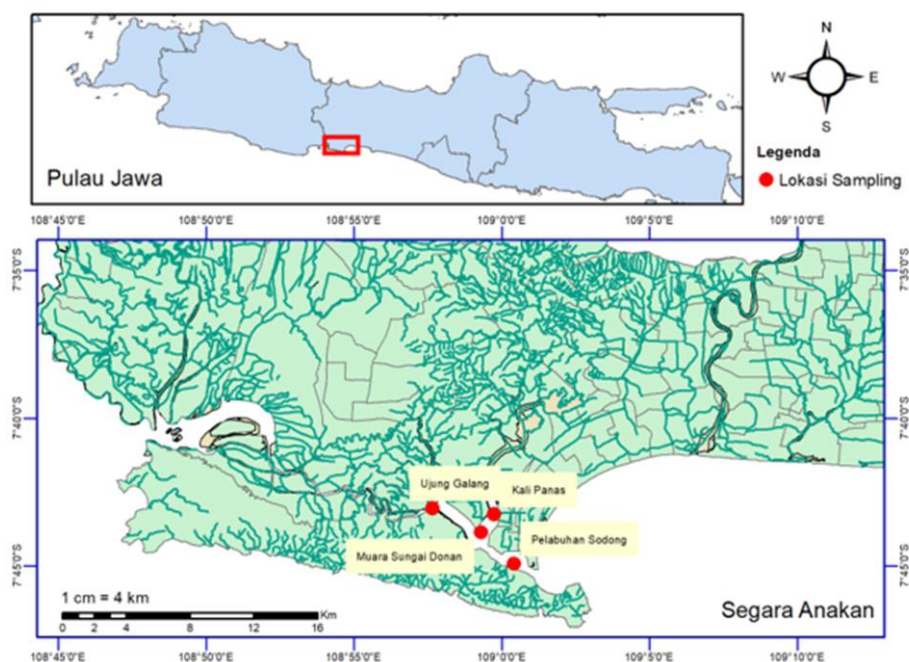 N
W
E
S
Pulau Jawa
Legenda
Lokasi Sampling
108°45'0"E
108°50'0"E
108°55'0"E
109°0'0"E
109°5'0"E
109°10'0"E
7°35'0"S
7°35'0"S
7°40'0"S
7°40'0"S
Ujung Galang
Kali Panas
Muara Sungai Donan
Pelabuhan Sodong
7°45'0"S
7°45'0"S
1 cm = 4 km
Km
0 2 4 8 12 16
Segara Anakan
108°45'0"E
108°50'0"E
108°55'0"E
109°0'0"E
109°5'0"E
109°10'0"E